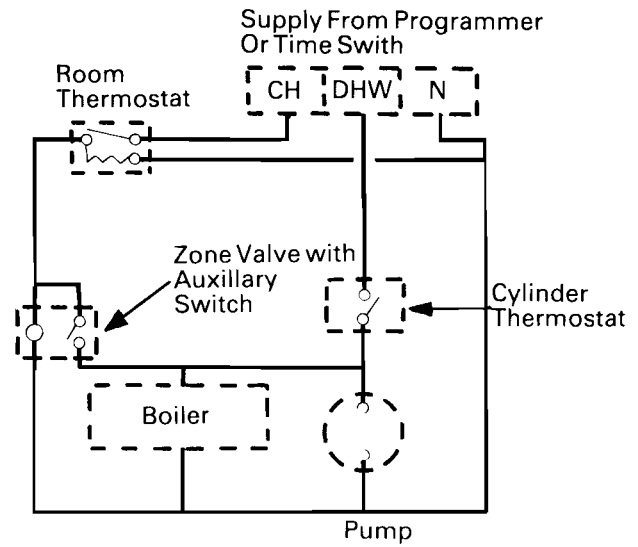 Supply From Programmer
Or Time Swith
Room
Thermostat
CH
DHW
N
Zone Valve with
Auxillary
Switch
Cylinder
Thermostat
Boiler
Pump